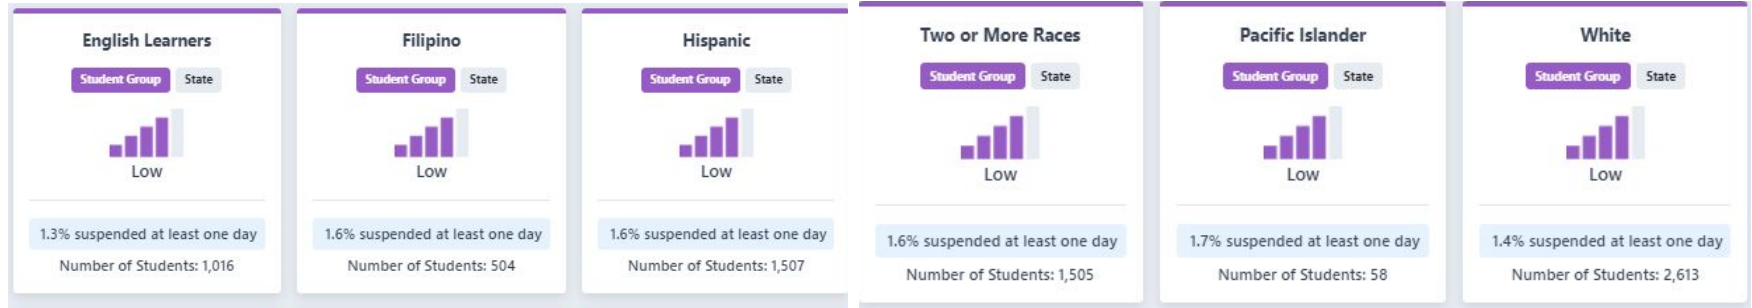 English Learners
Student Group State
Low
1.3% suspended at least one day
Number of Students: 1,016
Filipino
Student Group State
Low
1.6% suspended at least one day
Number of Students: 504
Hispanic
Student Group State
Low
1.6% suspended at least one day
Number of Students: 1,507
Two or More Races
Student Group State
Low
1.6% suspended at least one day
Number of Students: 1,505
Pacific Islander
Student Group State
Low
1.7% suspended at least one day
Number of Students: 58
White
Student Group State
Low
1.4% suspended at least one day
Number of Students: 2,613